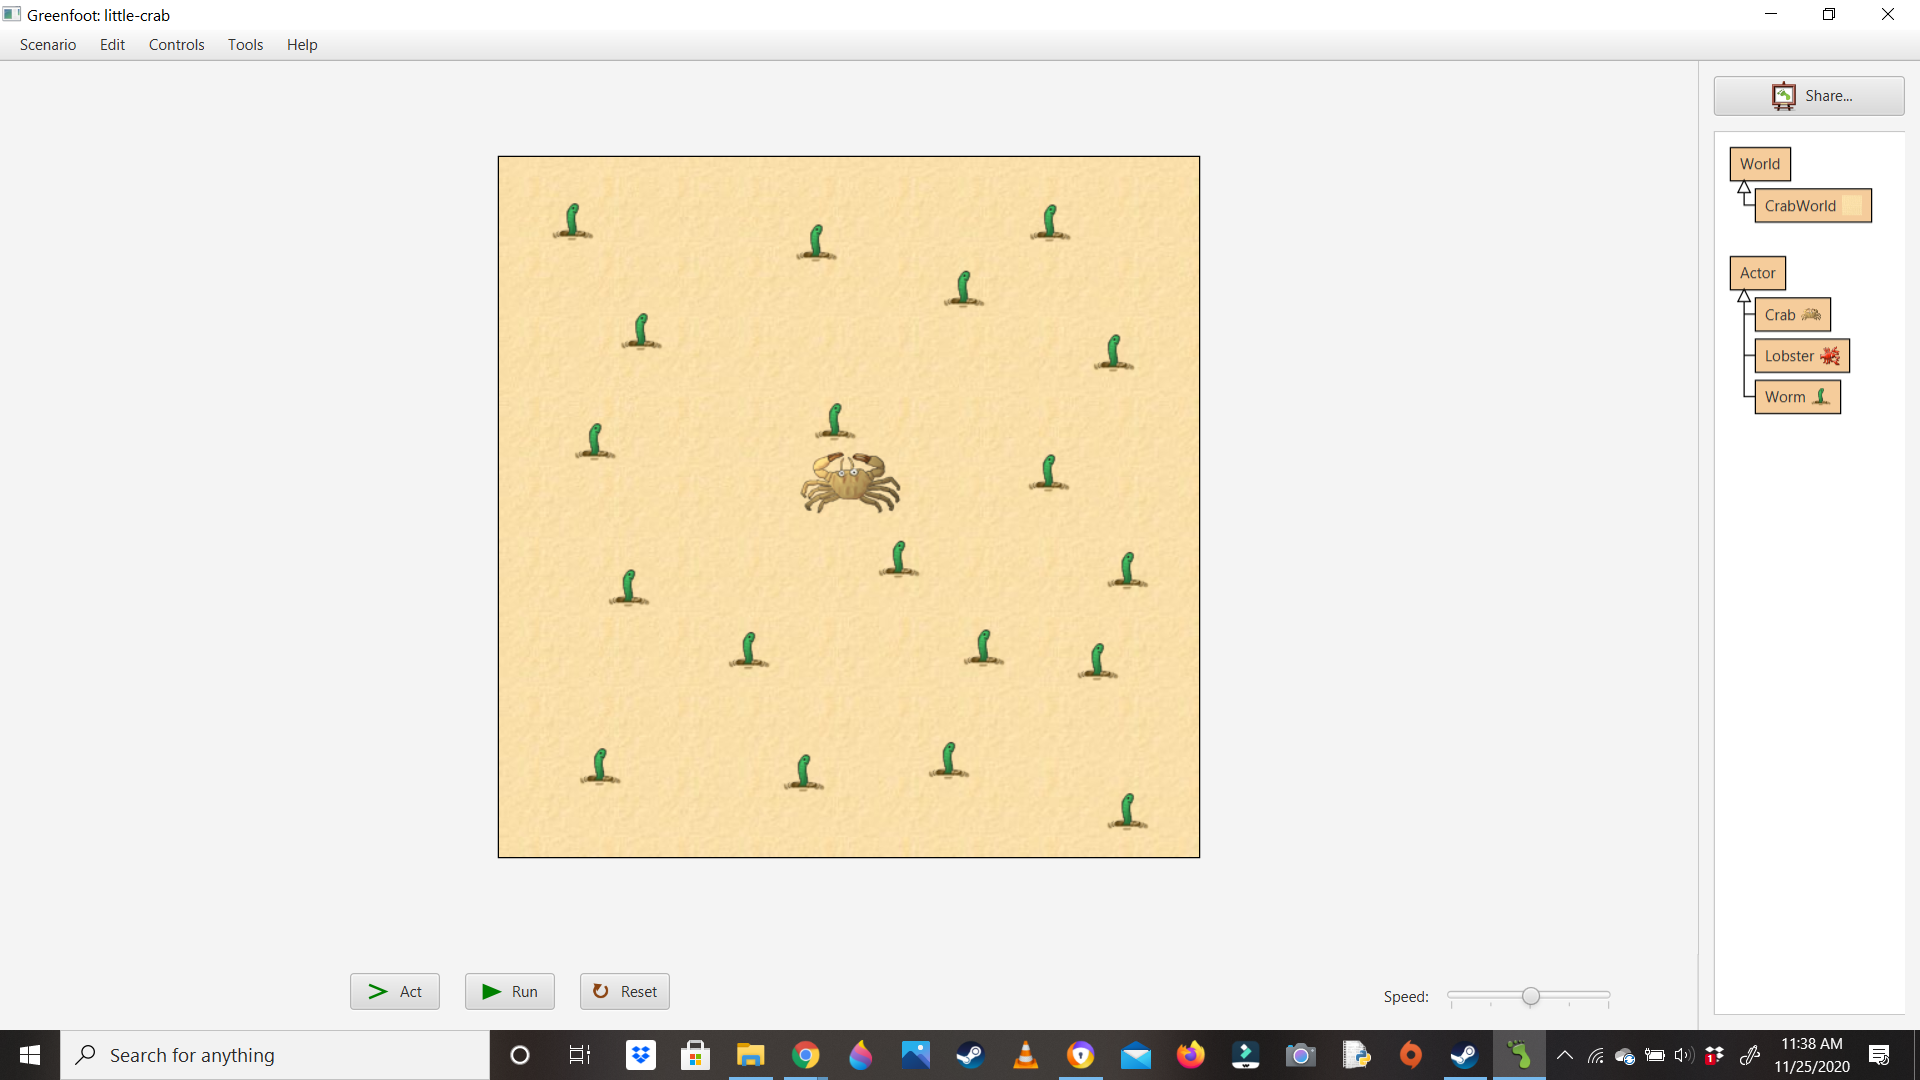 Greenfoot: little-crab
Scenario Edit Controls Tools Help
Share...
World
CrabWorld
Actor
Crab
Lobster
Worm
Act Run Reset Speed:
Search for anything
11:38 AM
11/25/2020